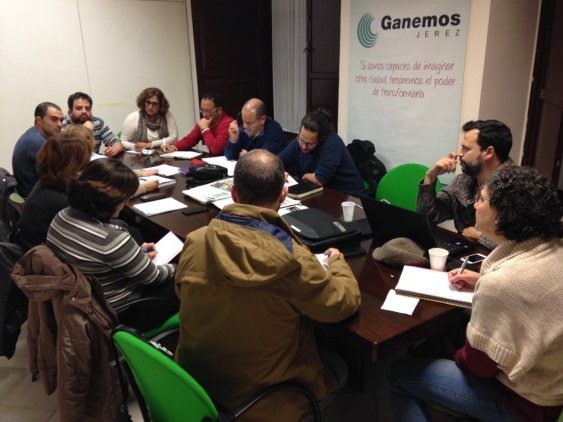 Ganemos
JEREZ
Si somos capaces de imaginar
otra ciudad, tendremos el poder
de transformarla